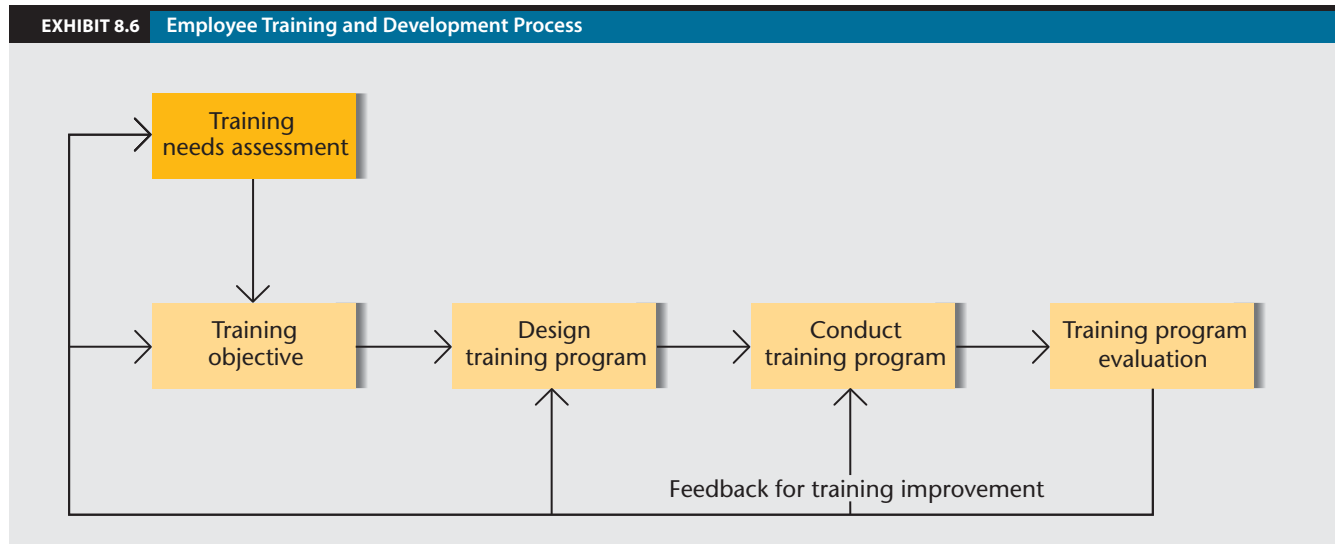 EXHIBIT 8.6 Employee Training and Development Process
Training
needs assessment
Training
objective
Design
training program
Conduct
training program
Training program
evaluation
Feedback for training improvement